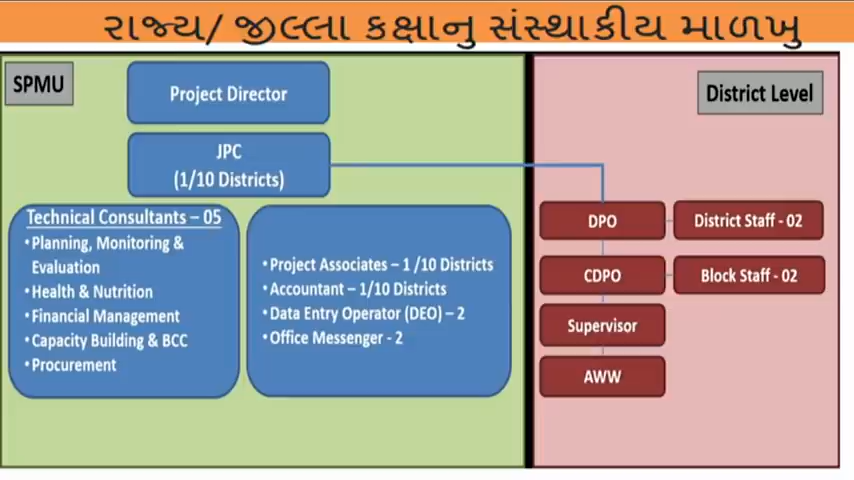 રાજ્ય/ જીલ્લા કક્ષાનુ સંસ્થાકીય માળખુ
SPMU
Project Director
JPC
(1/10 Districts)
Technical Consultants – 05
•Planning, Monitoring &
Evaluation
•Health & Nutrition
•Financial Management
•Capacity Building & BCC
•Procurement
•Project Associates – 1 /10 Districts
•Accountant – 1/10 Districts
•Data Entry Operator (DEO) – 2
•Office Messenger - 2
District Level
DPO
District Staff - 02
CDPO
Block Staff - 02
Supervisor
AWW